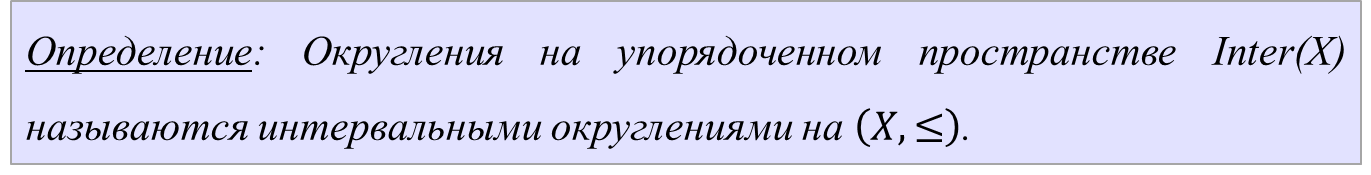 Определение: Округления на упорядоченном пространстве Inter(X)
называются интервальными округлениями на (X, ≤).